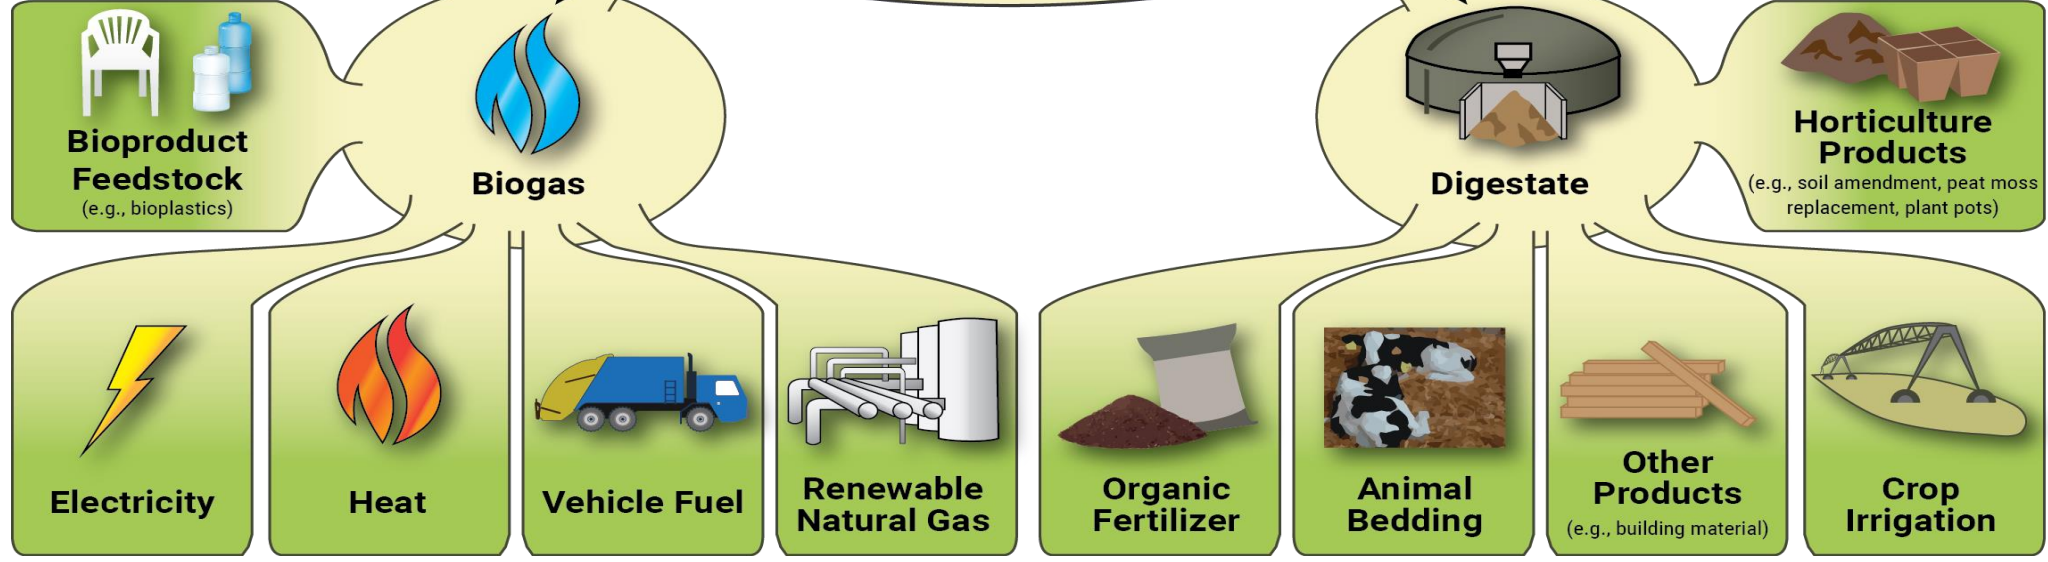 Bioproduct
Feedstock
(e.g., bioplastics)
Biogas
Digestate
Horticulture
Products
(e.g., soil amendment, peat moss
replacement, plant pots)
Electricity
Heat
Vehicle Fuel
Renewable
Natural Gas
Organic
Fertilizer
Animal
Bedding
Other
Products
(e.g., building material)
Crop
Irrigation